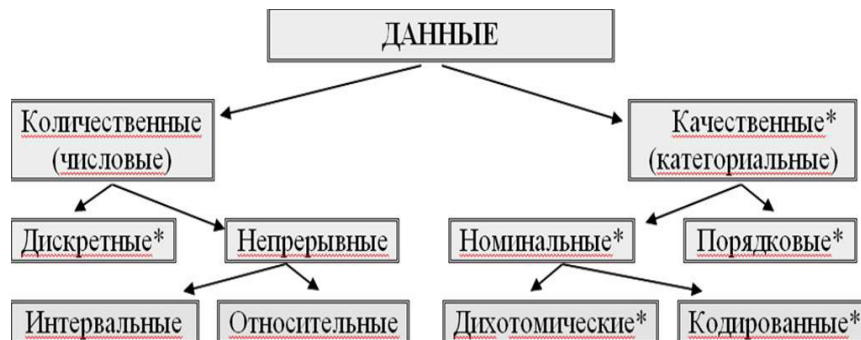 ДАННЫЕ
Количественные
(числовые)
Качественные*
(категориальные)
Дискретные*
Непрерывные
Номинальные*
Порядковые*
Интервальные
Относительные
Дихотомические*
Кодированные*